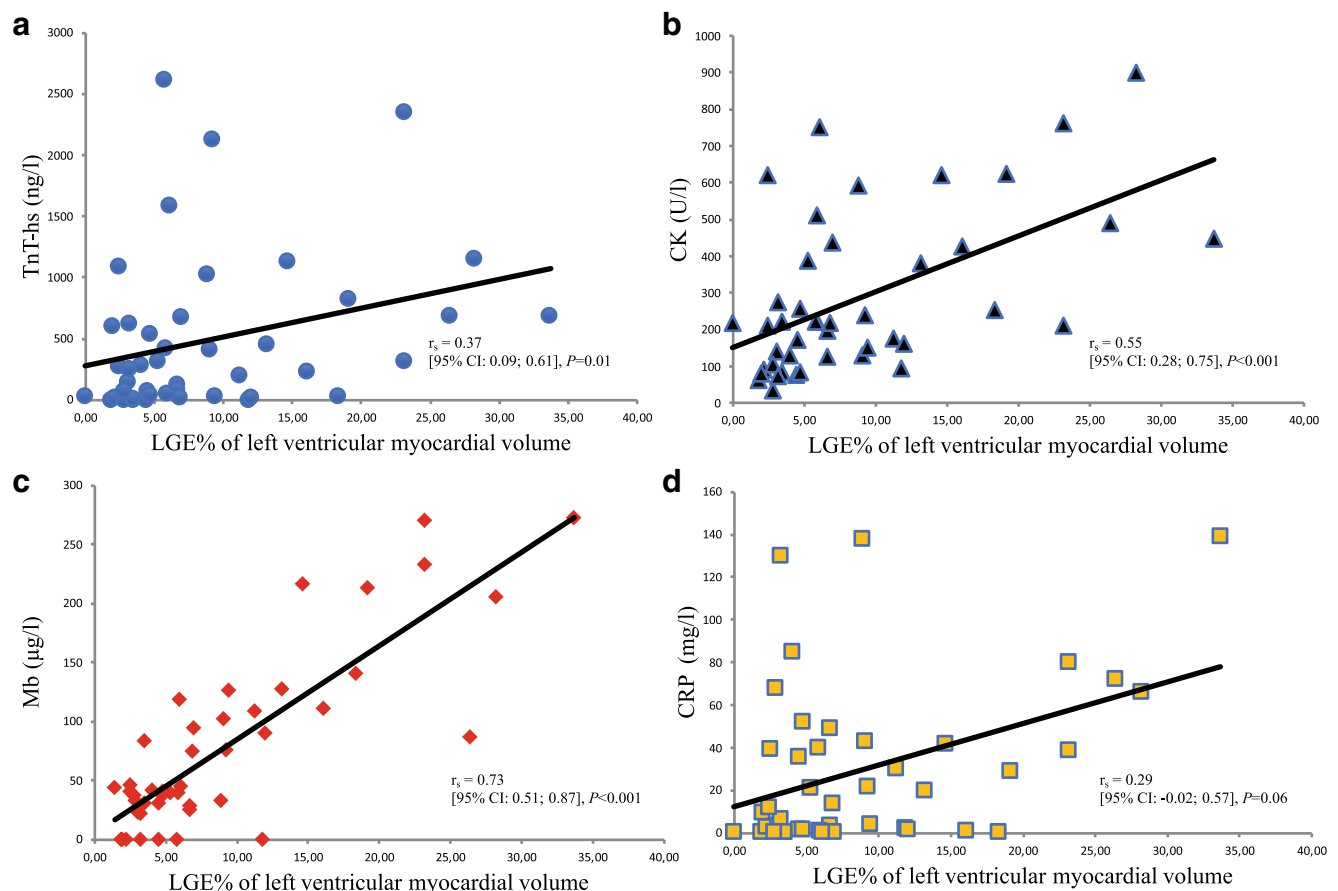 a
3000
2500
2000
1500
1000
500
0
TnT-hs (ng/l)
0,00 5,00 10,00 15,00 20,00 25,00 30,00 35,00 40,00
LGE% of left ventricular myocardial volume
rs = 0.37
[95% CI: 0.09; 0.61], P=0.01
b
1000
900
800
700
600
500
400
300
200
100
0
CK (U/l)
0,00 5,00 10,00 15,00 20,00 25,00 30,00 35,00 40,00
LGE% of left ventricular myocardial volume
rs = 0.55
[95% CI: 0.28; 0.75], P<0.001
c
300
250
200
150
100
50
0
Mb (µg/l)
0,00 5,00 10,00 15,00 20,00 25,00 30,00 35,00 40,00
LGE% of left ventricular myocardial volume
rs = 0.73
[95% CI: 0.51; 0.87], P<0.001
d
160
140
120
100
80
60
40
20
0
CRP (mg/l)
0,00 5,00 10,00 15,00 20,00 25,00 30,00 35,00 40,00
LGE% of left ventricular myocardial volume
rs = 0.29
[95% CI: -0.02; 0.57], P=0.06